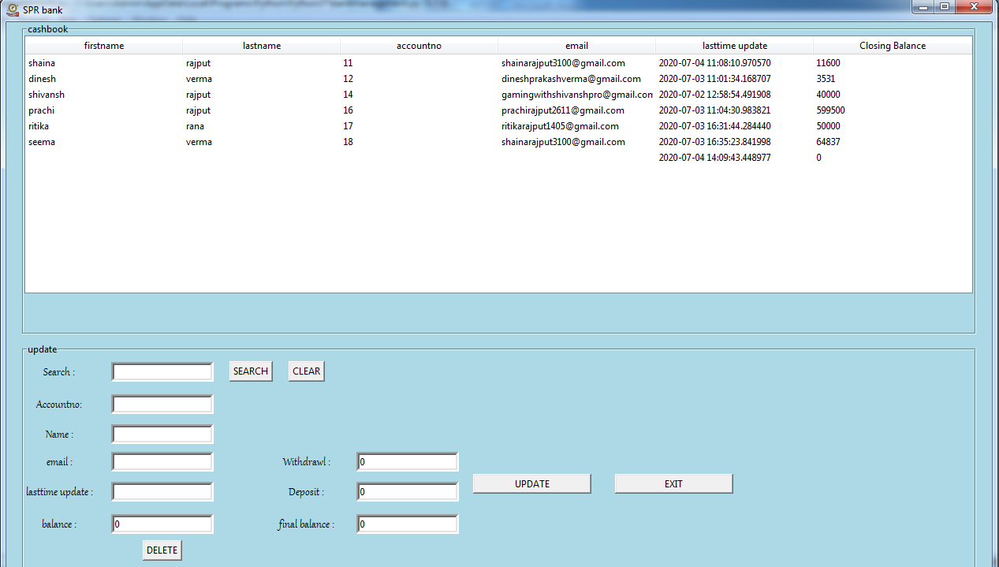 SPR bank
cashbook
firstname lastname accountno email lasttime update Closing Balance
shaina rajput 11 shainarajput3100@gmail.com 2020-07-04 11:08:10.970570 11600
dinesh verma 12 dineshprakashverma@gmail.com 2020-07-03 11:01:34.168707 3531
shivansh rajput 14 gamingwithshivanshpro@gmail.com 2020-07-02 12:58:54.491908 40000
prachi rajput 16 prachirajput2611@gmail.com 2020-07-03 11:04:30.983821 599500
ritika rana 17 ritikarajput1405@gmail.com 2020-07-03 16:31:44.284440 50000
seema verma 18 shainarajput3100@gmail.com 2020-07-03 16:35:23.841998 64837
2020-07-04 14:09:43.448977 0
update
Search : SEARCH CLEAR
Accountno:
Name :
email : Withdrawl : 0
UPDATE EXIT
lasttime update : Deposit : 0
balance : 0 final balance : 0
DELETE